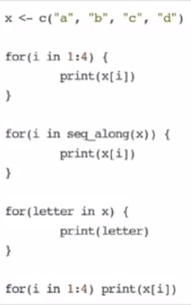 x <- c("a", "b", "c", "d")
for(i in 1:4) {
print(x[i])
}
for(i in seq_along(x)) {
print(x[i])
}
for(letter in x) {
print(letter)
}
for(i in 1:4) print(x[i])